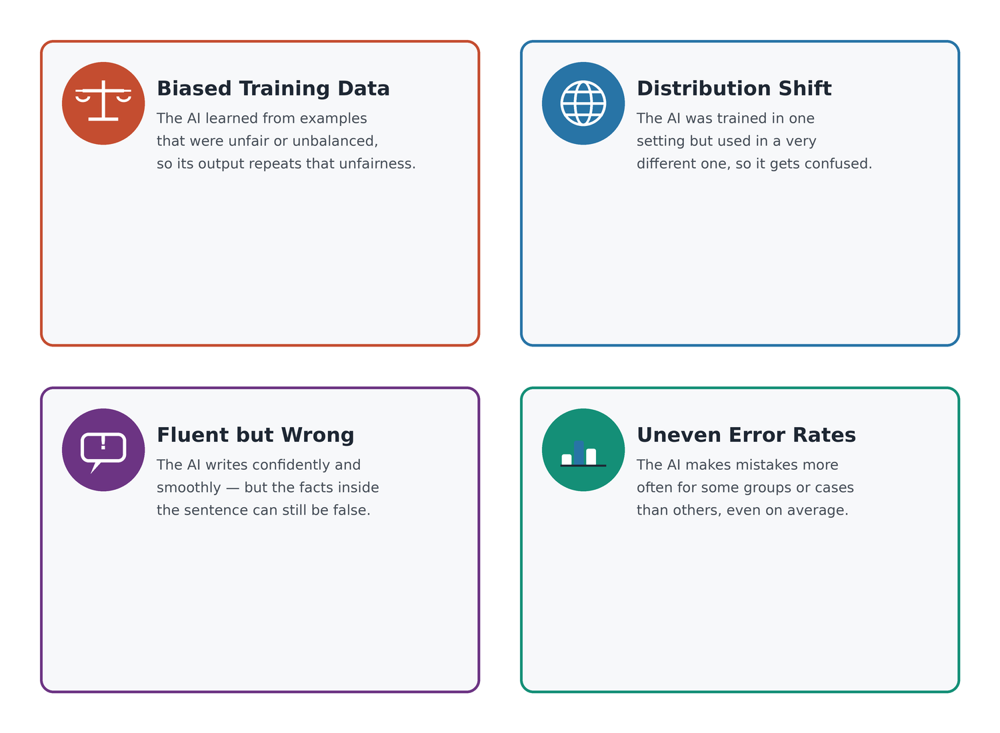 Biased Training Data
The AI learned from examples
that were unfair or unbalanced,
so its output repeats that unfairness.
Distribution Shift
The AI was trained in one
setting but used in a very
different one, so it gets confused.
!
Fluent but Wrong
The AI writes confidently and
smoothly — but the facts inside
the sentence can still be false.
Uneven Error Rates
The AI makes mistakes more
often for some groups or cases
than others, even on average.